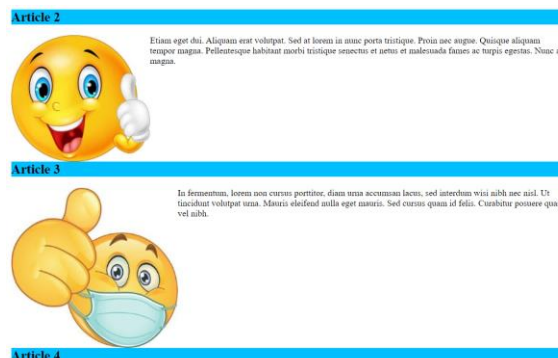 Article 2
Etiam eget dui. Aliquam erat volutpat. Sed at lorem in nunc porta tristique. Proin nec augue. Quisque aliquam
tempor magna. Pellentesque habitant morbi tristique senectus et netus et malesuada fames ac turpis egestas. Nunc a
magna.
Article 3
In fermentum, lorem non cursus porttitor, diam urna accumsan lacus, sed interdum wisi nibh nec nisl. Ut
tincidunt volutpat urna. Mauris eleifend nulla eget mauris. Sed cursus quam id felis. Curabitur posuere qua
vel nibh.
Article 4